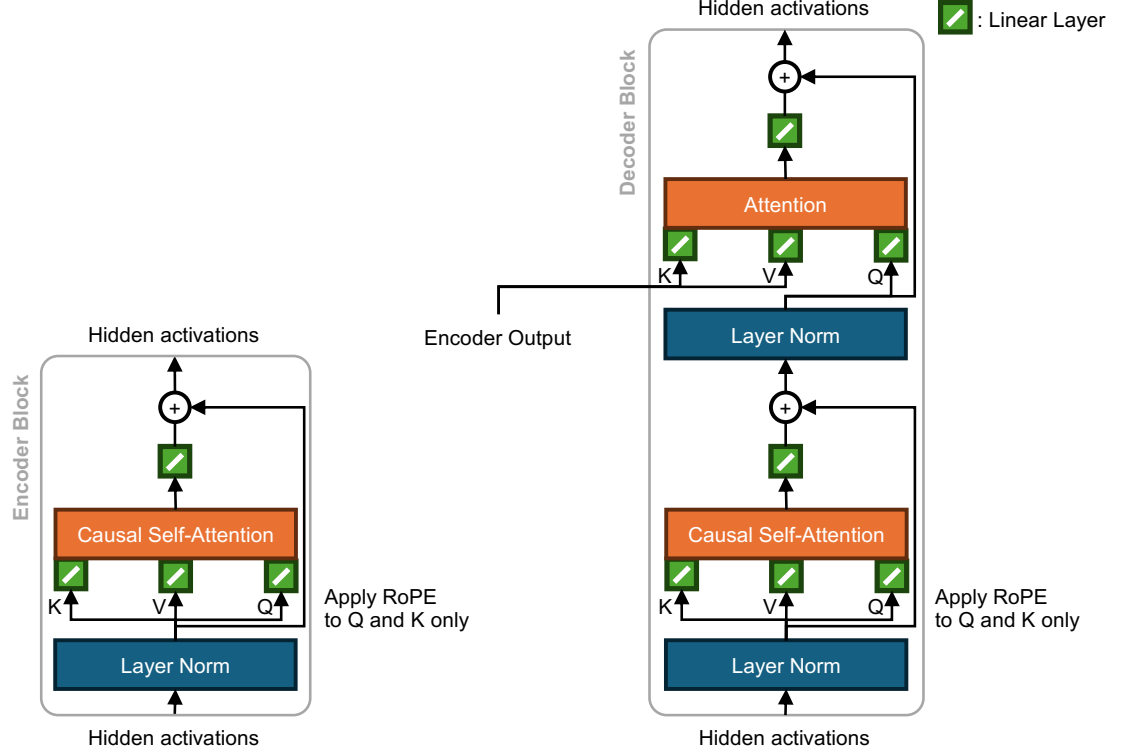 Hidden activations
: Linear Layer
Decoder Block
+
Attention
K
V
Q
Layer Norm
Encoder Output
+
Causal Self-Attention
K
V
Q
Apply RoPE
to Q and K only
Layer Norm
Hidden activations
Hidden activations
Encoder Block
+
Causal Self-Attention
K
V
Q
Apply RoPE
to Q and K only
Layer Norm
Hidden activations